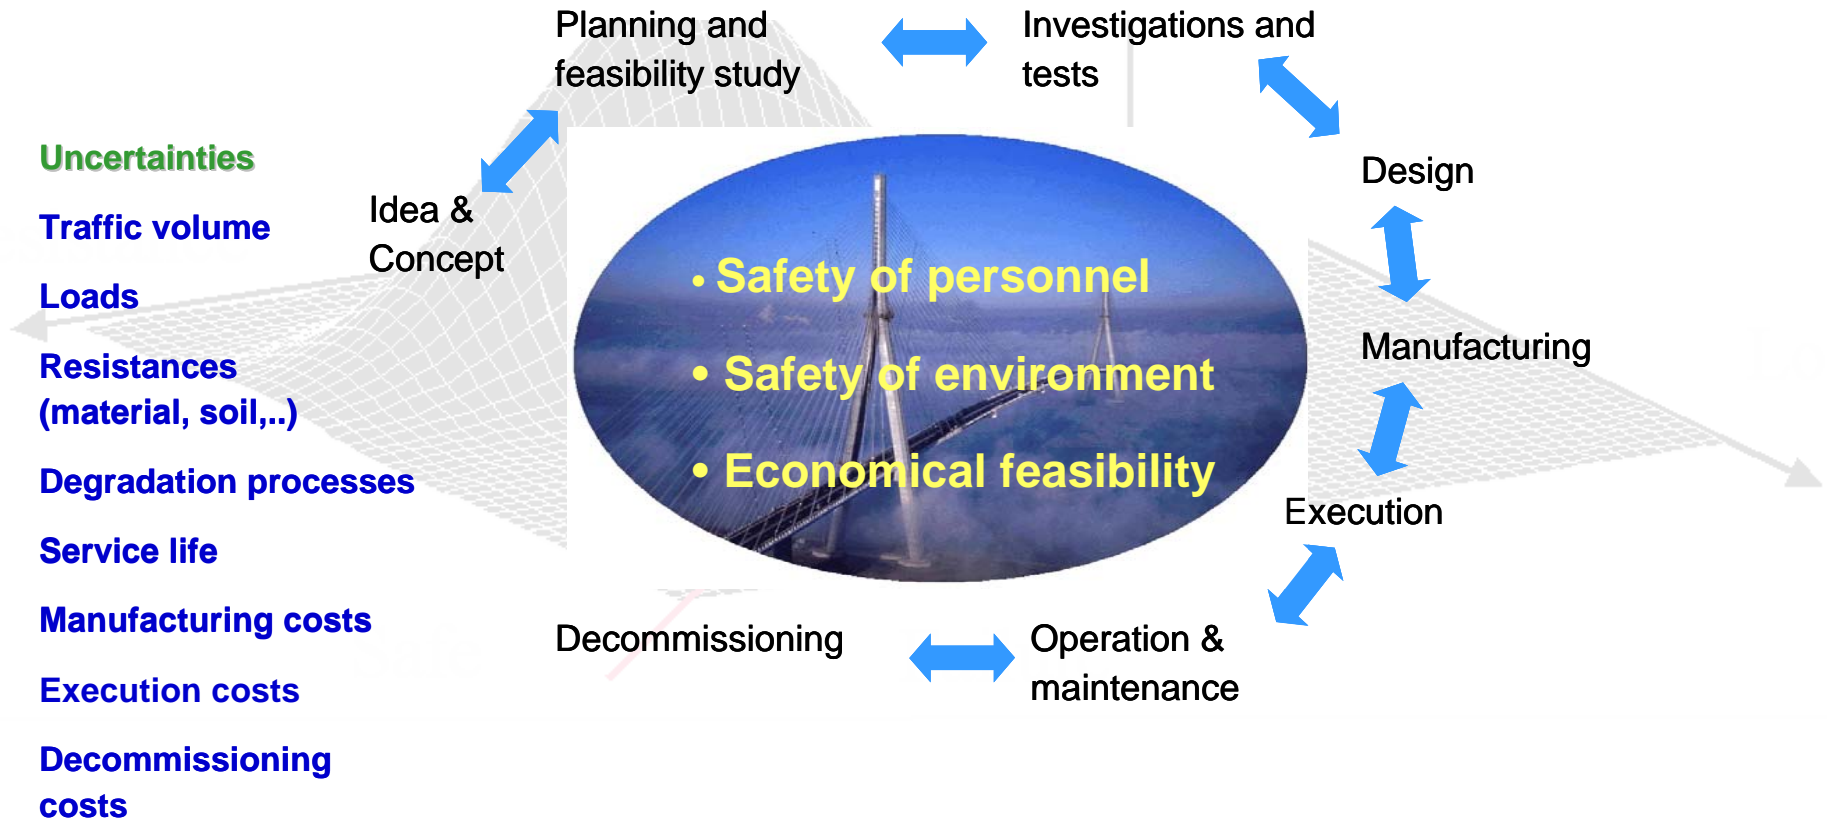 Planning and
feasibility study
Investigations and
tests
Uncertainties
Traffic volume
Loads
Resistances
(material, soil,..)
Degradation processes
Service life
Manufacturing costs
Execution costs
Decommissioning
costs
Idea &
Concept
Design
Manufacturing
Execution
Operation &
maintenance
Decommissioning
• Safety of personnel
• Safety of environment
• Economical feasibility